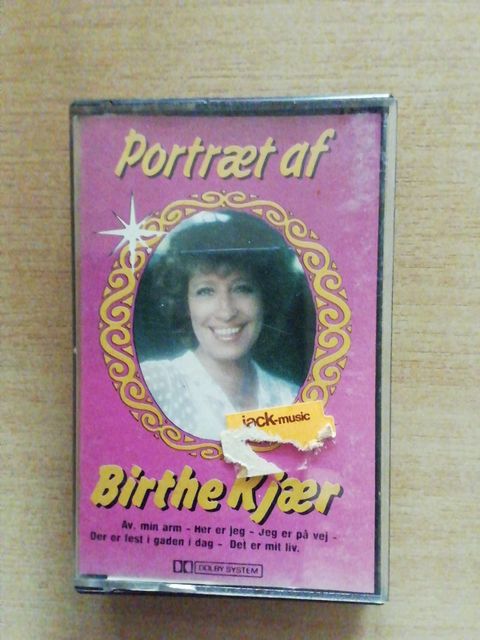 Portræt af
jack-music
Birthe Kjær
Av, min arm - Her er jeg - Jeg er på vej -
Der er fest i gaden i dag - Det er mit liv.
DOLBY SYSTEM